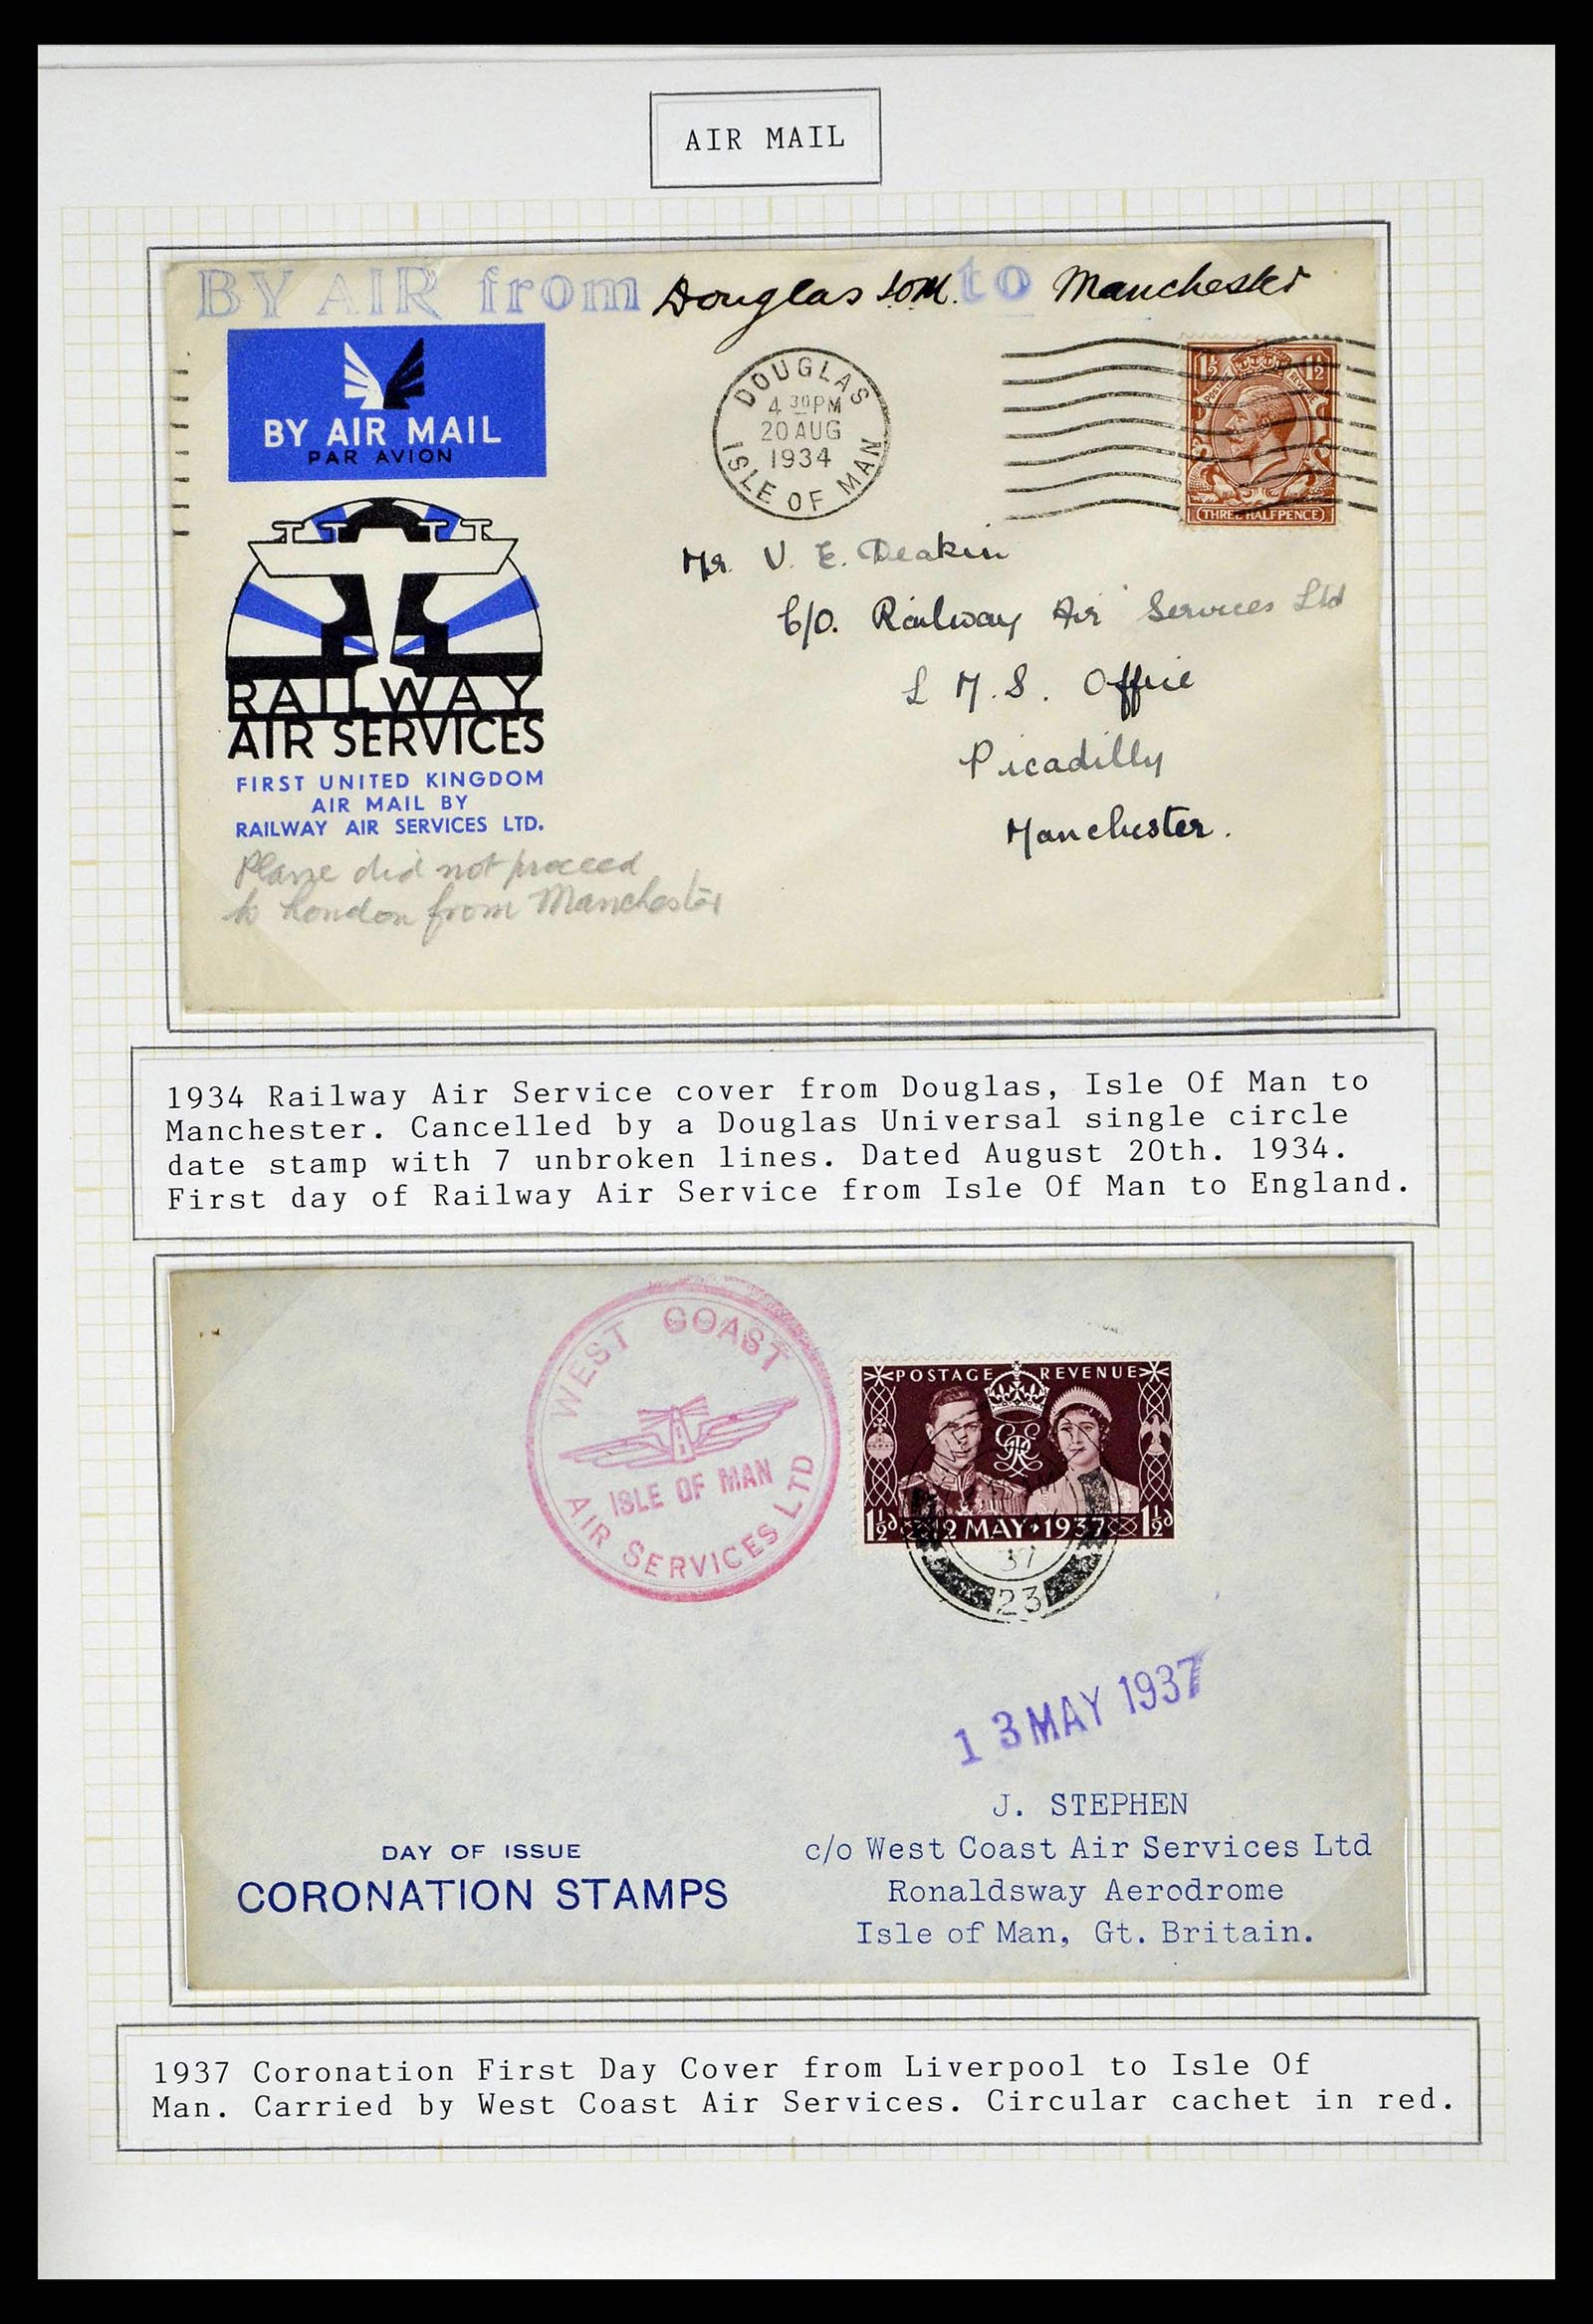 AIR MAIL
BY AIR from Douglas IOM. to Manchester
BY AIR MAIL
PAR AVION
DOUGLAS
4 30PM
20 AUG
1934
ISLE OF MAN
1½ 1½
POSTAGE REVENUE
THREE HALFPENCE
Mr. V. E. Deakin
C/O. Railway Air Services Ltd
L M. S. Office
Picadilly
Manchester.
RAILWAY
AIR SERVICES
FIRST UNITED KINGDOM
AIR MAIL BY
RAILWAY AIR SERVICES LTD.
Plane did not proceed
to London from Manchester
1934 Railway Air Service cover from Douglas, Isle Of Man to
Manchester. Cancelled by a Douglas Universal single circle
date stamp with 7 unbroken lines. Dated August 20th. 1934.
First day of Railway Air Service from Isle Of Man to England.
WEST COAST
ISLE OF MAN
AIR SERVICES LTD
POSTAGE REVENUE
GRE
1½d 12 MAY 1937 1½d
37
23
13 MAY 1937
J. STEPHEN
c/o West Coast Air Services Ltd
Ronaldsway Aerodrome
Isle of Man, Gt. Britain.
DAY OF ISSUE
CORONATION STAMPS
1937 Coronation First Day Cover from Liverpool to Isle Of
Man. Carried by West Coast Air Services. Circular cachet in red.